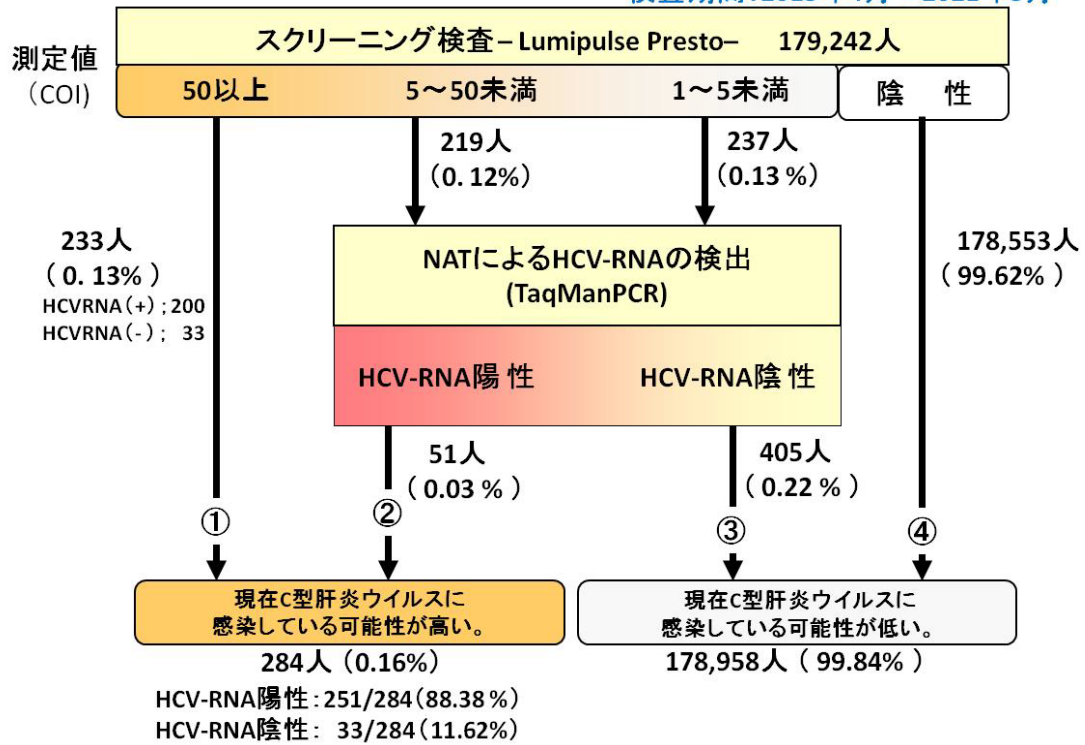 スクリーニング検査－Lumipulse Presto－ 179,242人
測定値
（COI）
50以上
5～50未満
1～5未満
陰 性
219人
（0.12%）
237人
（0.13 %）
233人
（ 0.13%）
HCVRNA（+）；200
HCVRNA（-）； 33
NATによるHCV-RNAの検出
(TaqManPCR)
178,553人
（ 99.62%）
HCV-RNA陽 性
HCV-RNA陰 性
51人
（ 0.03 %）
405人
（ 0.22 %）
①
②
③
④
現在C型肝炎ウイルスに
感染している可能性が高い。
現在C型肝炎ウイルスに
感染している可能性が低い。
284人（0.16%）
178,958人（ 99.84% ）
HCV-RNA陽性：251/284（88.38 %）
HCV-RNA陰性： 33/284（11.62%）